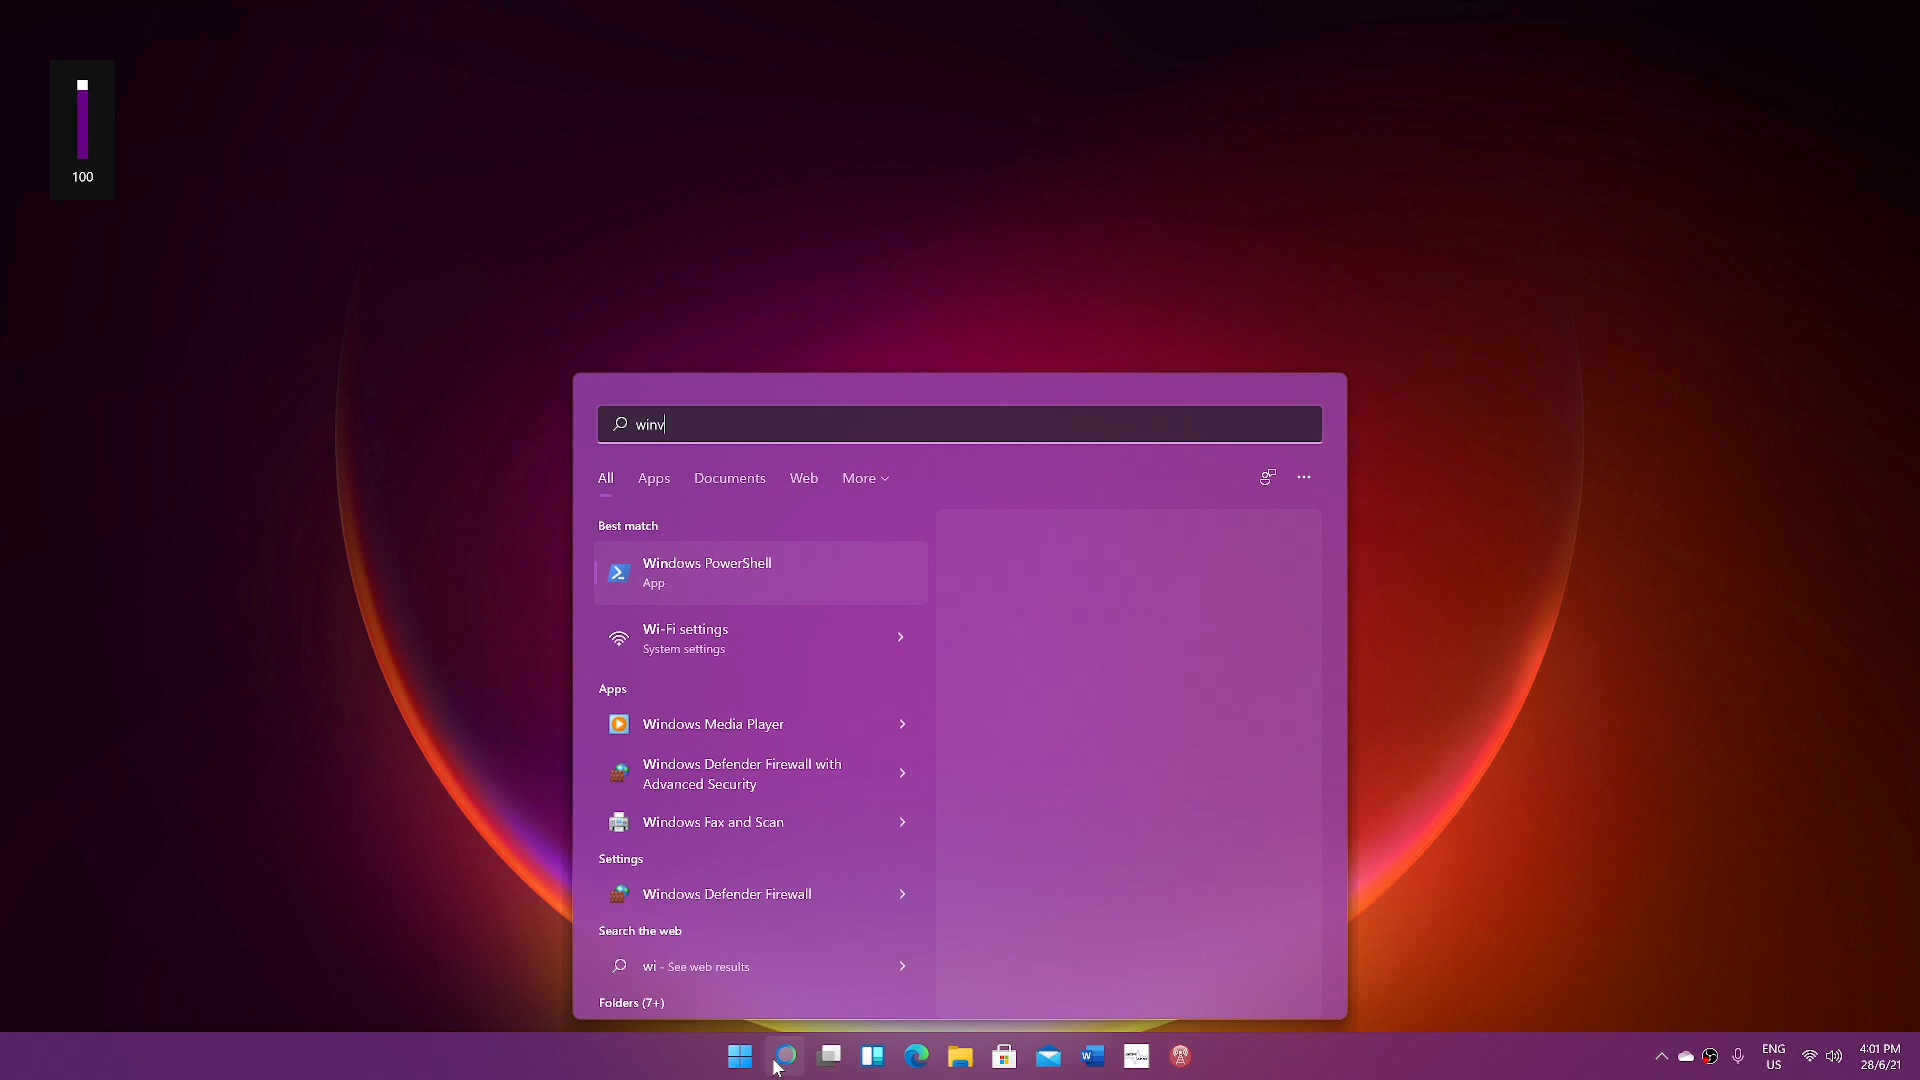 100
winv
All Apps Documents Web More
Best match
Windows PowerShell
App
Wi-Fi settings
System settings
Apps
Windows Media Player
Windows Defender Firewall with
Advanced Security
Windows Fax and Scan
Settings
Windows Defender Firewall
Search the web
wi - See web results
Folders (7+)
ENG
US
4:01 PM
28/6/21